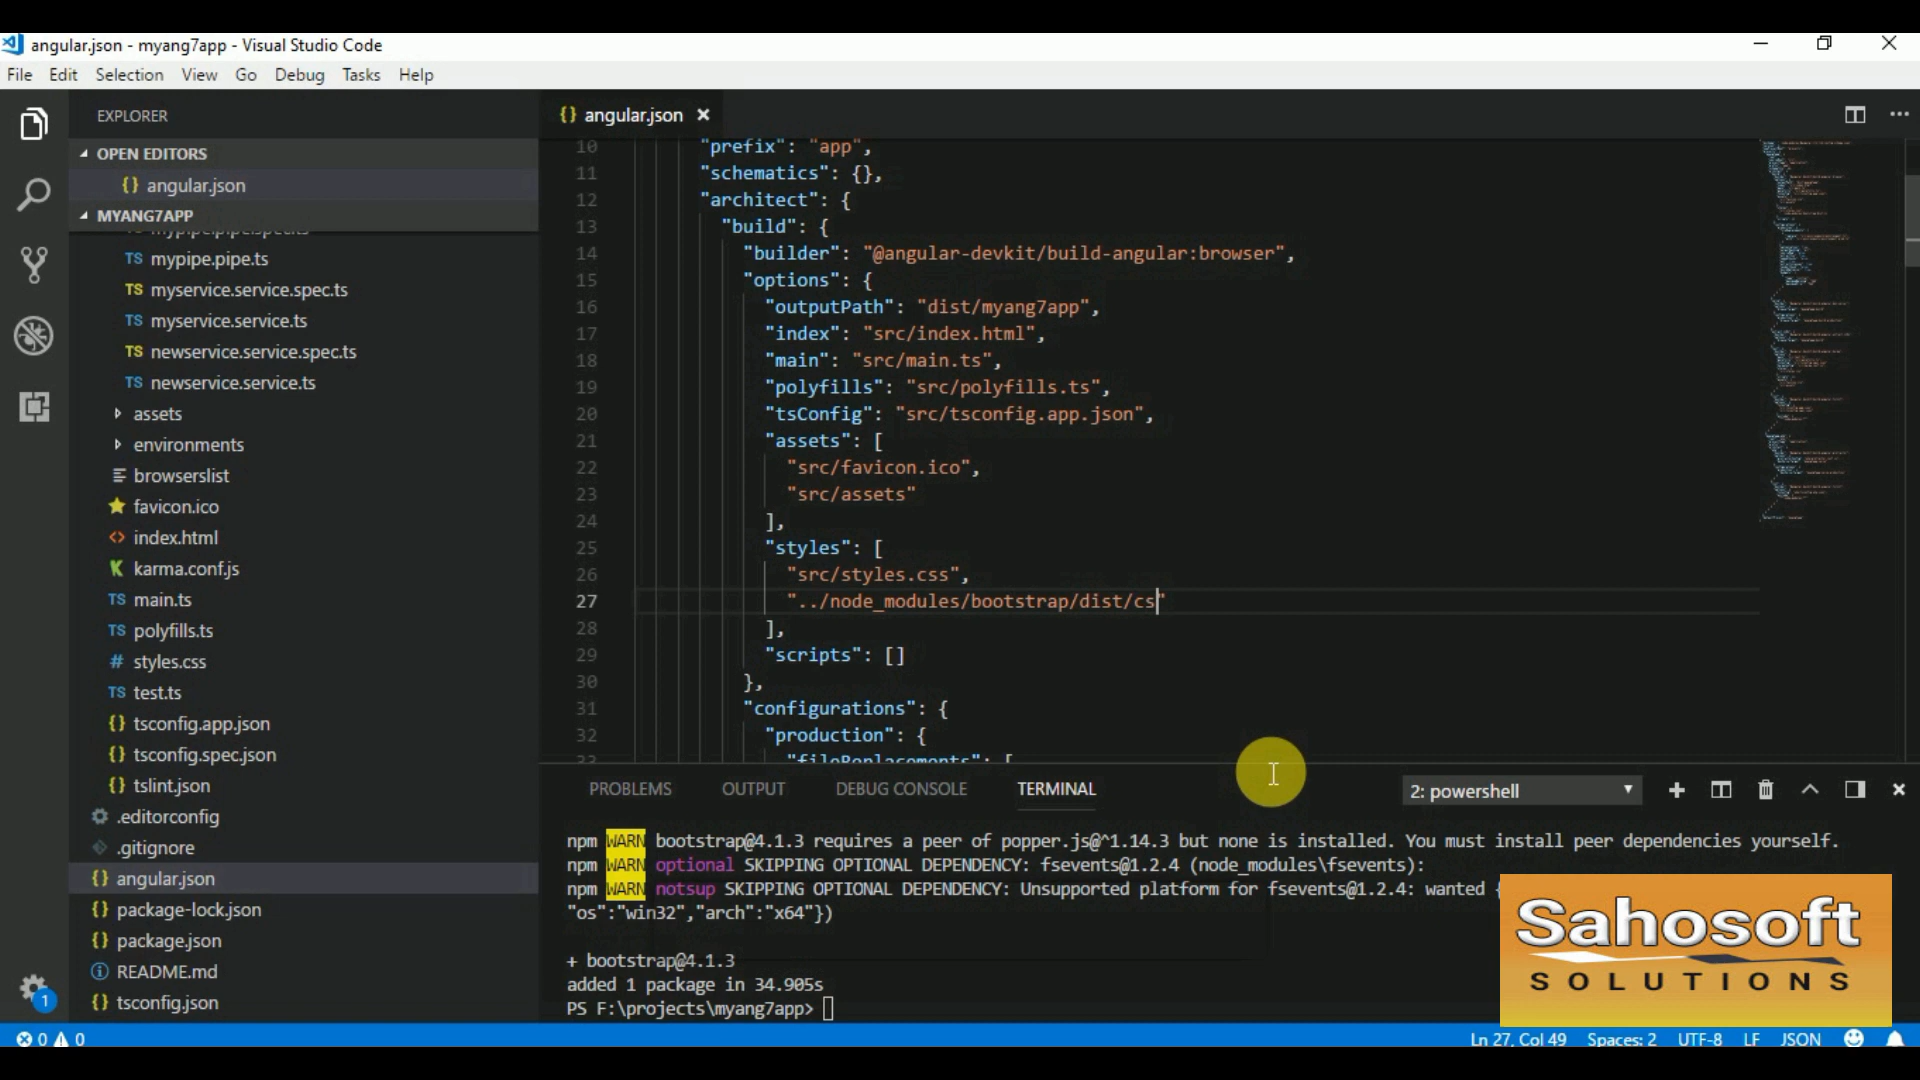 angular.json - myang7app - Visual Studio Code
File Edit Selection View Go Debug Tasks Help
EXPLORER
OPEN EDITORS
{} angular.json
MYANG7APP
mypipe.pipe.spec.ts
TS mypipe.pipe.ts
TS myservice.service.spec.ts
TS myservice.service.ts
TS newservice.service.spec.ts
TS newservice.service.ts
assets
environments
browserslist
favicon.ico
<> index.html
K karma.conf.js
TS main.ts
TS polyfills.ts
# styles.css
TS test.ts
{} tsconfig.app.json
{} tsconfig.spec.json
{} tslint.json
.editorconfig
.gitignore
{} angular.json
{} package-lock.json
{} package.json
README.md
{} tsconfig.json
1
{} angular.json
10 "prefix": "app",
11 "schematics": {},
12 "architect": {
13 "build": {
14 "builder": "@angular-devkit/build-angular:browser",
15 "options": {
16 "outputPath": "dist/myang7app",
17 "index": "src/index.html",
18 "main": "src/main.ts",
19 "polyfills": "src/polyfills.ts",
20 "tsConfig": "src/tsconfig.app.json",
21 "assets": [
22 "src/favicon.ico",
23 "src/assets"
24 ],
25 "styles": [
26 "src/styles.css",
27 "../node_modules/bootstrap/dist/cs"
28 ],
29 "scripts": []
30 },
31 "configurations": {
32 "production": {
33 "fileReplacements": [
PROBLEMS OUTPUT DEBUG CONSOLE TERMINAL 2: powershell
npm WARN bootstrap@4.1.3 requires a peer of popper.js@^1.14.3 but none is installed. You must install peer dependencies yourself.
npm WARN optional SKIPPING OPTIONAL DEPENDENCY: fsevents@1.2.4 (node_modules\fsevents):
npm WARN notsup SKIPPING OPTIONAL DEPENDENCY: Unsupported platform for fsevents@1.2.4: wanted {
"os":"win32","arch":"x64"})
+ bootstrap@4.1.3
added 1 package in 34.905s
PS F:\projects\myang7app>
Sahosoft
SOLUTIONS
0 0 Ln 27, Col 49 Spaces: 2 UTF-8 LF JSON